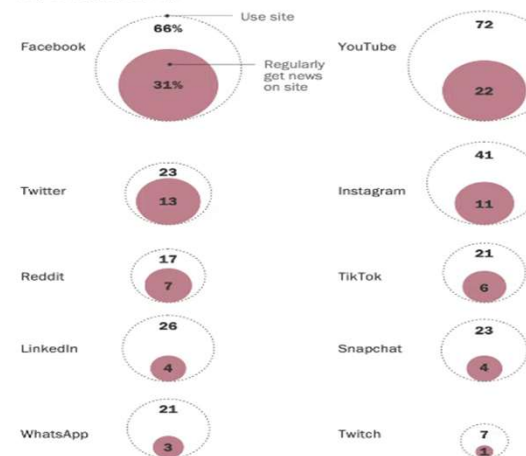 Use site
66%
Facebook
Regularly
get news
on site
31%
72
YouTube
22
23
Twitter
13
41
Instagram
11
17
Reddit
7
21
TikTok
6
26
LinkedIn
4
23
Snapchat
4
21
WhatsApp
3
7
Twitch
1